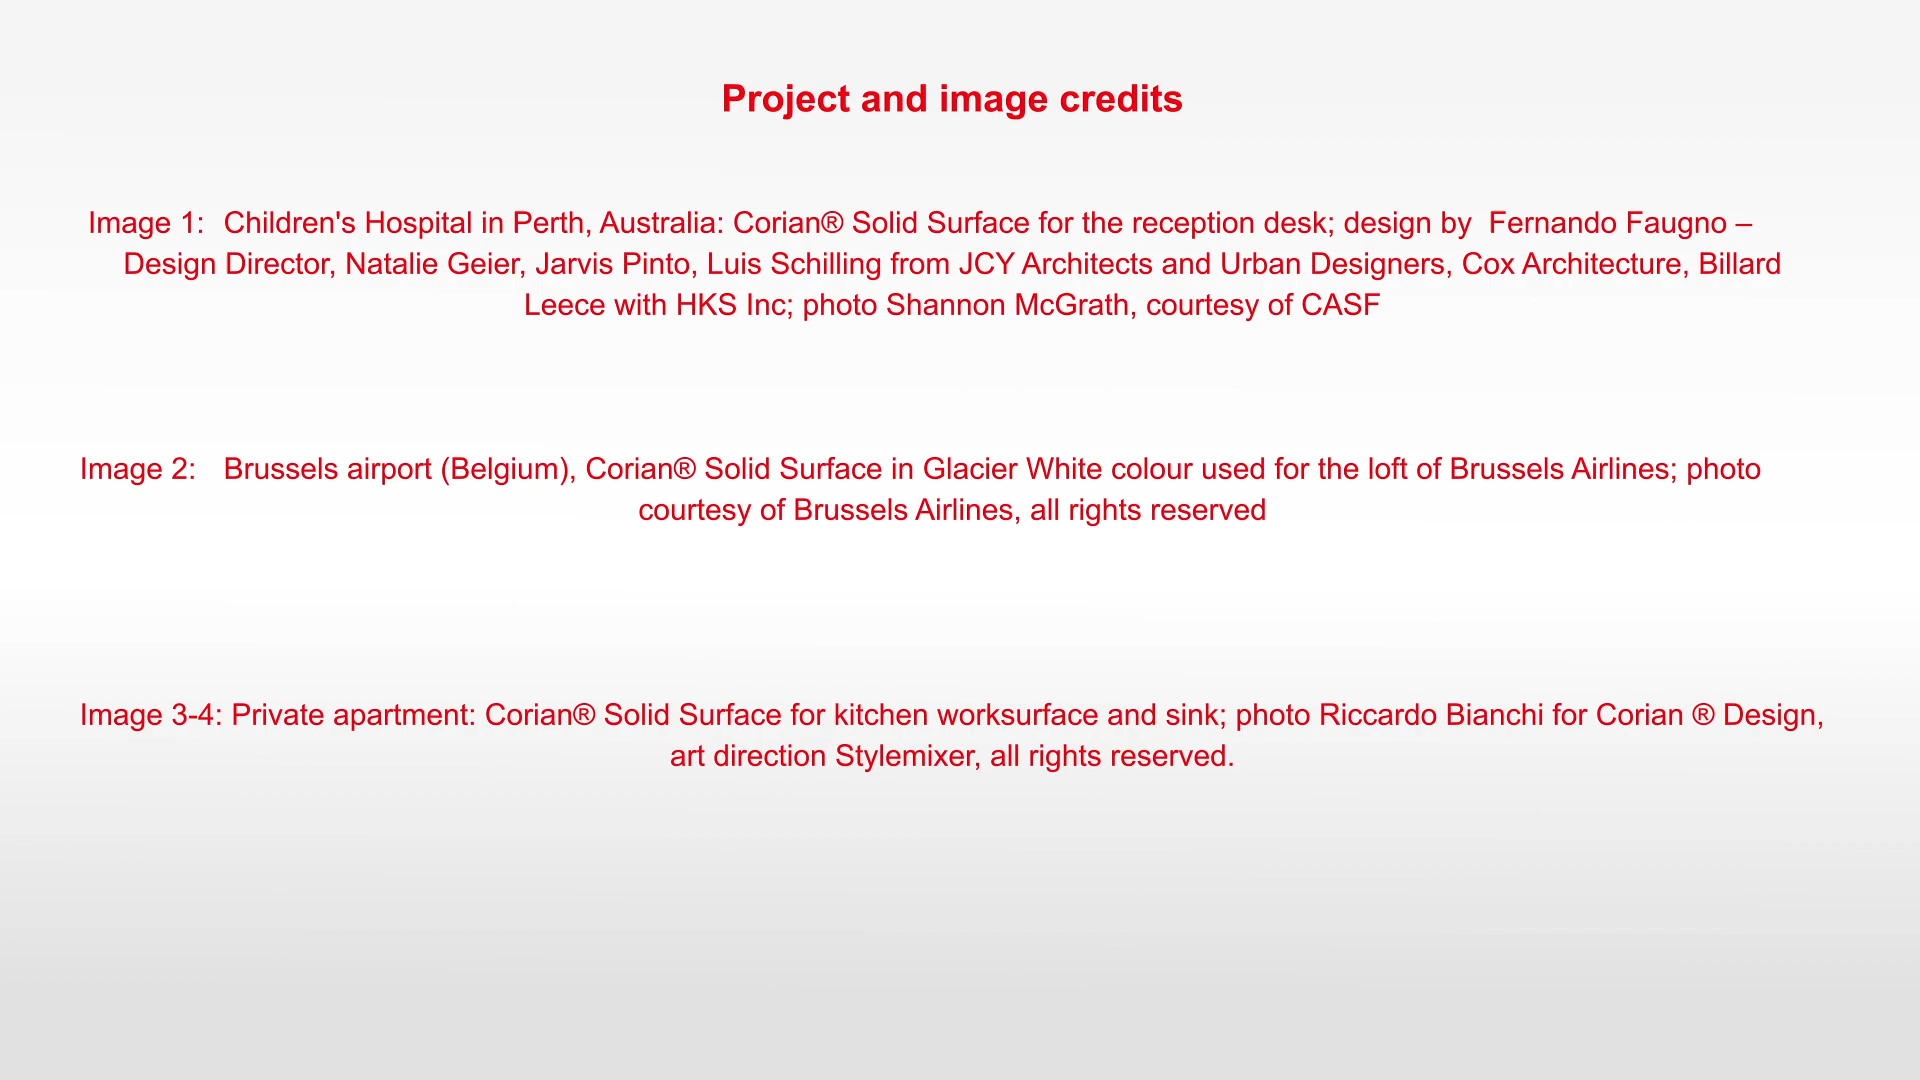 Project and image credits
Image 1: Children's Hospital in Perth, Australia: Corian® Solid Surface for the reception desk; design by Fernando Faugno –
Design Director, Natalie Geier, Jarvis Pinto, Luis Schilling from JCY Architects and Urban Designers, Cox Architecture, Billard
Leece with HKS Inc; photo Shannon McGrath, courtesy of CASF
Image 2: Brussels airport (Belgium), Corian® Solid Surface in Glacier White colour used for the loft of Brussels Airlines; photo
courtesy of Brussels Airlines, all rights reserved
Image 3-4: Private apartment: Corian® Solid Surface for kitchen worksurface and sink; photo Riccardo Bianchi for Corian ® Design,
art direction Stylemixer, all rights reserved.